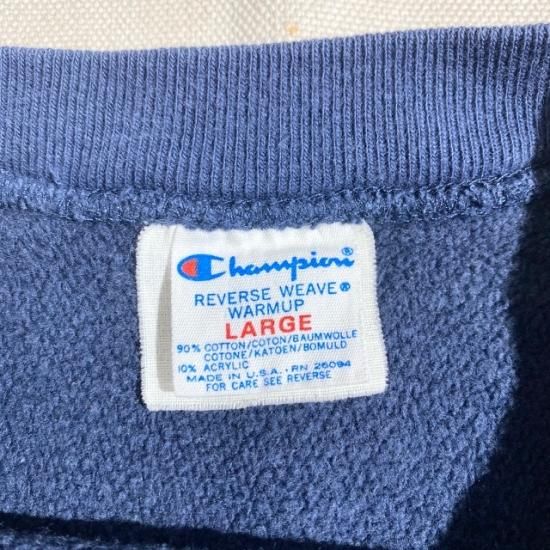 Champion®
REVERSE WEAVE®
WARMUP
LARGE
90% COTTON/COTON/BAUMWOLLE
COTONE/KATOEN/BOMULD
10% ACRYLIC
MADE IN U.S.A. · RN 26094
FOR CARE SEE REVERSE